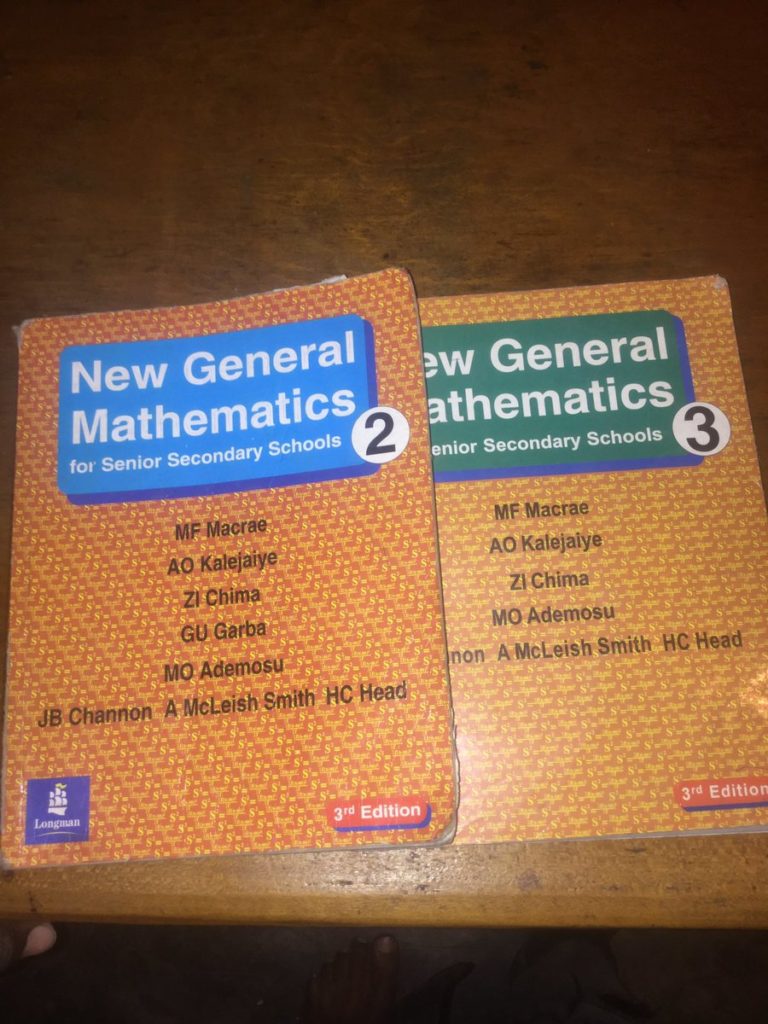 New General
Mathematics
for Senior Secondary Schools
2
MF Macrae
AO Kalejaiye
ZI Chima
GU Garba
MO Ademosu
JB Channon A McLeish Smith HC Head
Longman
3rd Edition
ew General
athematics
enior Secondary Schools
3
MF Macrae
AO Kalejaiye
ZI Chima
MO Ademosu
nnon A McLeish Smith HC Head
3rd Edition